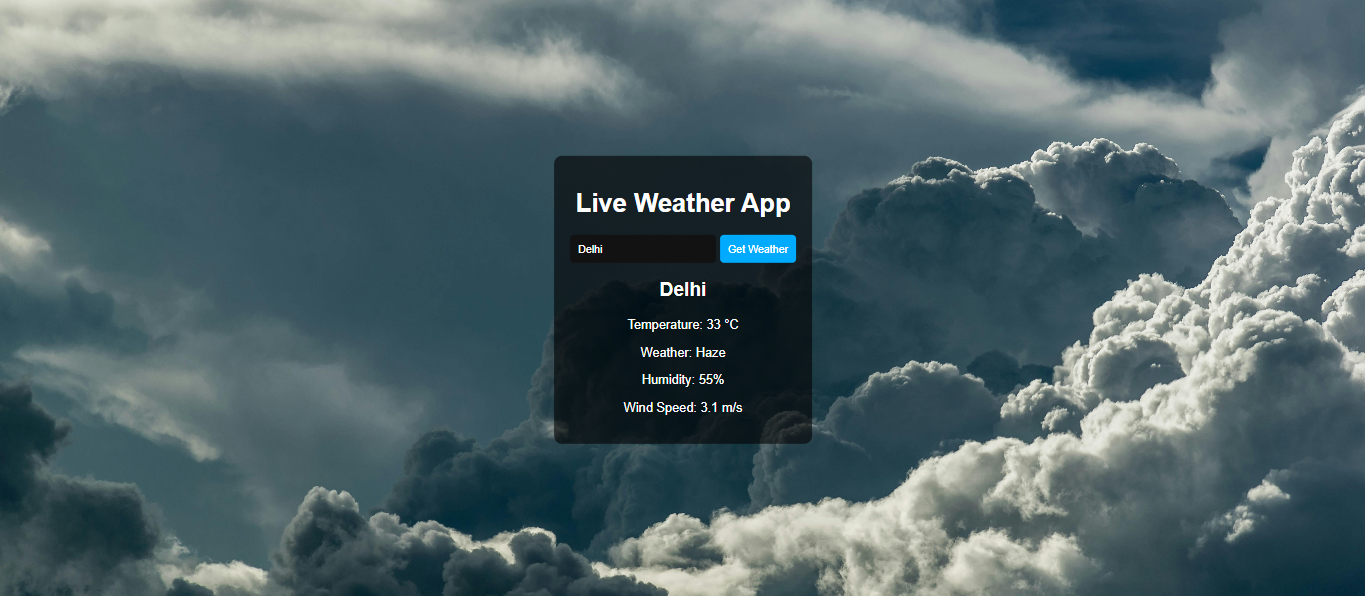 Live Weather App
Delhi Get Weather
Delhi
Temperature: 33 °C
Weather: Haze
Humidity: 55%
Wind Speed: 3.1 m/s